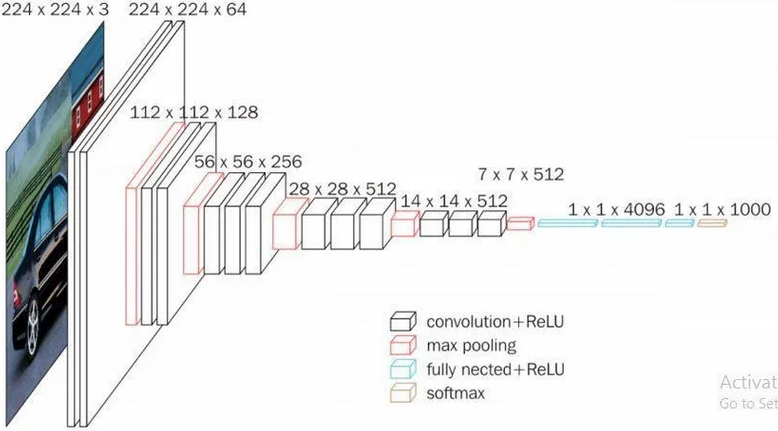 224 x 224 x 3
224 x 224 x 64
112 x 112 x 128
56 x 56 x 256
28 x 28 x 512
14 x 14 x 512
7 x 7 x 512
1 x 1 x 4096
1 x 1 x 1000
convolution+ReLU
max pooling
fully nected+ReLU
softmax
Activat
Go to Set